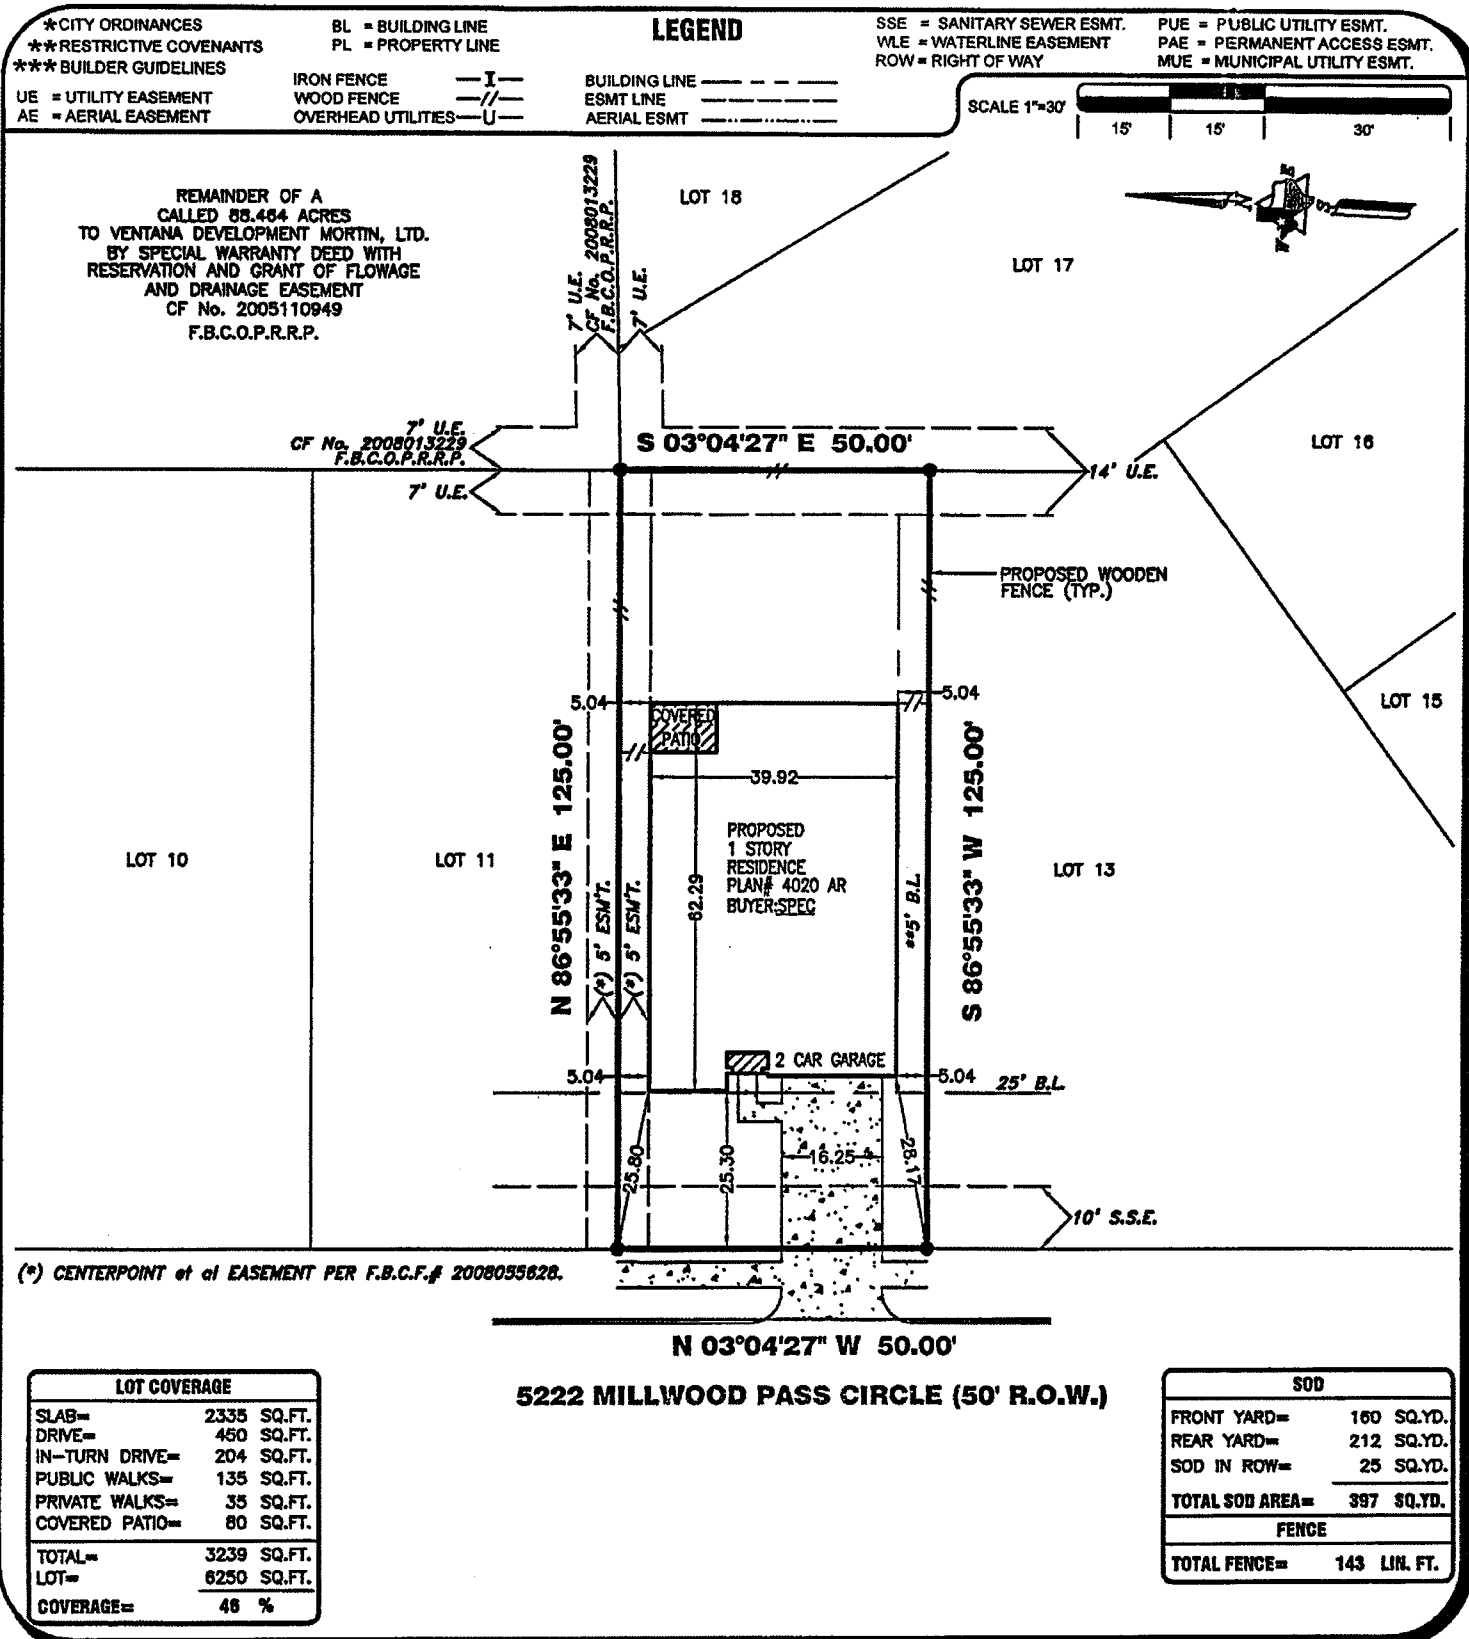 LEGEND
*CITY ORDINANCES
**RESTRICTIVE COVENANTS
***BUILDER GUIDELINES
UE = UTILITY EASEMENT
AE = AERIAL EASEMENT
BL = BUILDING LINE
PL = PROPERTY LINE
IRON FENCE —I—
WOOD FENCE —//—
OVERHEAD UTILITIES —U—
BUILDING LINE
ESMT LINE
AERIAL ESMT
SSE = SANITARY SEWER ESMT.
WLE = WATERLINE EASEMENT
ROW = RIGHT OF WAY
PUE = PUBLIC UTILITY ESMT.
PAE = PERMANENT ACCESS ESMT.
MUE = MUNICIPAL UTILITY ESMT.
SCALE 1"=30'
15' 15' 30'
REMAINDER OF A
CALLED 88.464 ACRES
TO VENTANA DEVELOPMENT MORTIN, LTD.
BY SPECIAL WARRANTY DEED WITH
RESERVATION AND GRANT OF FLOWAGE
AND DRAINAGE EASEMENT
CF No. 2005110949
F.B.C.O.P.R.R.P.
7' U.E.
CF No. 2008013229
F.B.C.O.P.R.R.P.
7' U.E.
LOT 18
LOT 17
E
S
W
LOT 16
LOT 15
7' U.E.
CF No. 2008013229
F.B.C.O.P.R.R.P.
7' U.E.
S 03°04'27" E 50.00'
14' U.E.
PROPOSED WOODEN
FENCE (TYP.)
5.04
5.04
COVERED
PATIO
39.92
N 86°55'33" E 125.00'
S 86°55'33" W 125.00'
LOT 10
LOT 11
LOT 13
PROPOSED
1 STORY
RESIDENCE
PLAN# 4020 AR
BUYER:SPEC
62.29
(*) 5' ESM'T.
(*) 5' ESM'T.
**5' B.L.
2 CAR GARAGE
5.04
5.04
25' B.L.
25.80
25.30
16.25
28.17
10' S.S.E.
(*) CENTERPOINT et al EASEMENT PER F.B.C.F.# 2008055628.
N 03°04'27" W 50.00'
5222 MILLWOOD PASS CIRCLE (50' R.O.W.)
LOT COVERAGE
SLAB= 2335 SQ.FT.
DRIVE= 450 SQ.FT.
IN-TURN DRIVE= 204 SQ.FT.
PUBLIC WALKS= 135 SQ.FT.
PRIVATE WALKS= 35 SQ.FT.
COVERED PATIO= 80 SQ.FT.
TOTAL= 3239 SQ.FT.
LOT= 6250 SQ.FT.
COVERAGE= 46 %
SOD
FRONT YARD= 160 SQ.YD.
REAR YARD= 212 SQ.YD.
SOD IN ROW= 25 SQ.YD.
TOTAL SOD AREA= 397 SQ.YD.
FENCE
TOTAL FENCE= 143 LIN. FT.